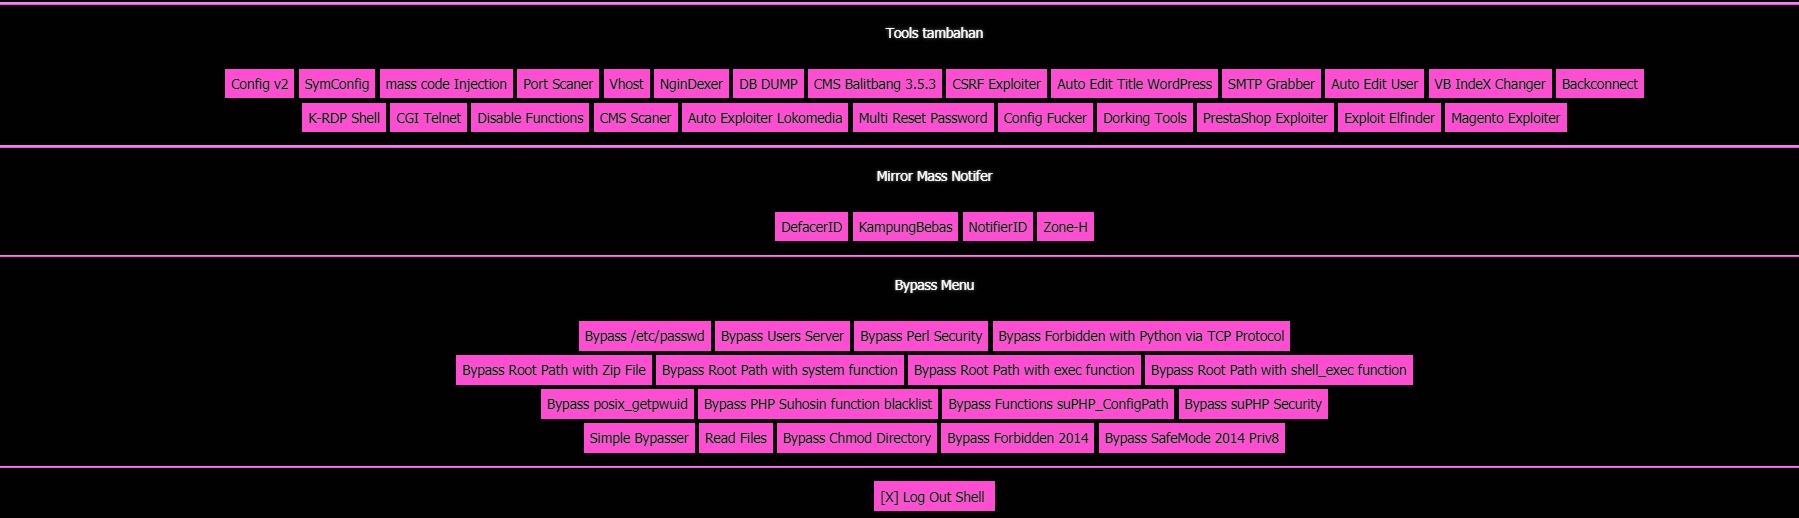 Tools tambahan
Config v2 SymConfig mass code Injection Port Scaner Vhost NginDexer DB DUMP CMS Balitbang 3.5.3 CSRF Exploiter Auto Edit Title WordPress SMTP Grabber Auto Edit User VB IndeX Changer Backconnect
K-RDP Shell CGI Telnet Disable Functions CMS Scaner Auto Exploiter Lokomedia Multi Reset Password Config Fucker Dorking Tools PrestaShop Exploiter Exploit Elfinder Magento Exploiter
Mirror Mass Notifer
DefacerID KampungBebas NotifierID Zone-H
Bypass Menu
Bypass /etc/passwd Bypass Users Server Bypass Perl Security Bypass Forbidden with Python via TCP Protocol
Bypass Root Path with Zip File Bypass Root Path with system function Bypass Root Path with exec function Bypass Root Path with shell_exec function
Bypass posix_getpwuid Bypass PHP Suhosin function blacklist Bypass Functions suPHP_ConfigPath Bypass suPHP Security
Simple Bypasser Read Files Bypass Chmod Directory Bypass Forbidden 2014 Bypass SafeMode 2014 Priv8
[X] Log Out Shell